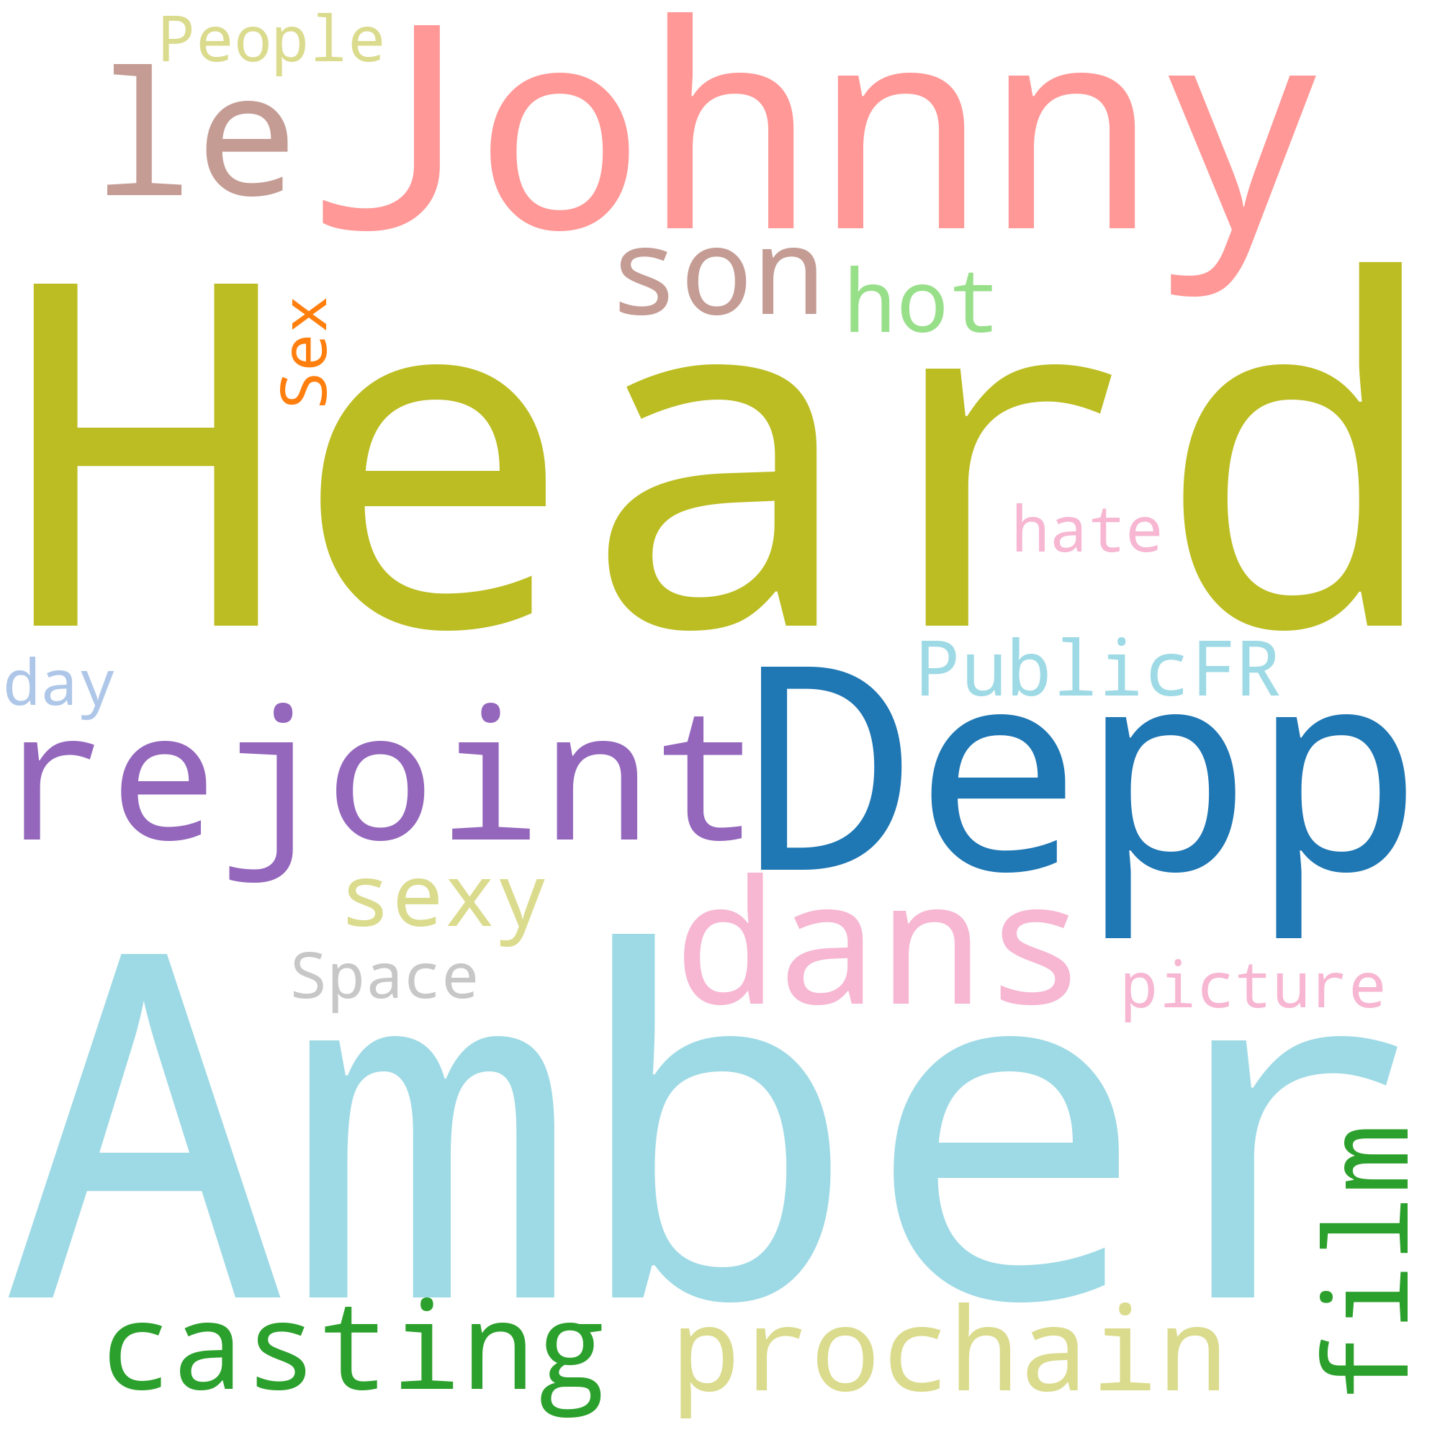 People
le
Johnny
son
hot
Sex
Heard
hate
day
PublicFR
rejoint
Depp
sexy
dans
Space
picture
Amber
film
casting
prochain